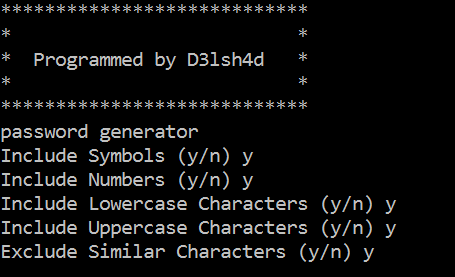 ****************************
*                          *
*  Programmed by D3lsh4d   *
*                          *
****************************
password generator
Include Symbols (y/n) y
Include Numbers (y/n) y
Include Lowercase Characters (y/n) y
Include Uppercase Characters (y/n) y
Exclude Similar Characters (y/n) y